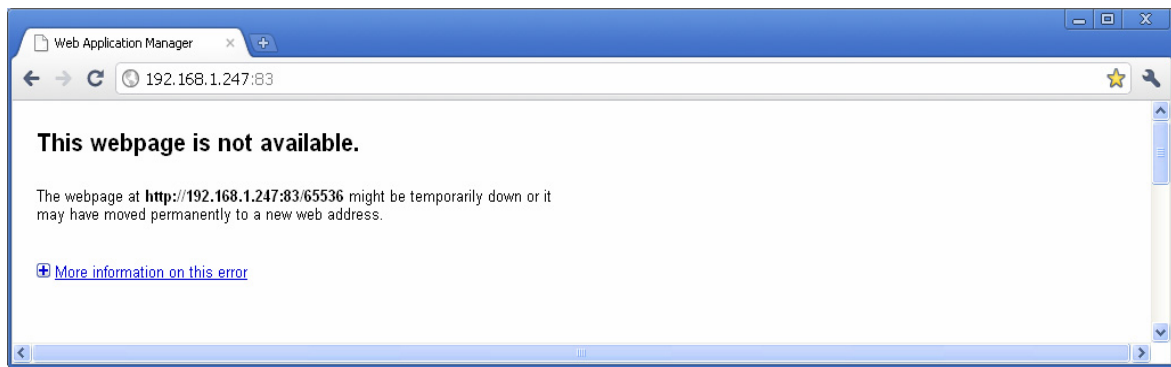 Web Application Manager
192.168.1.247:83
This webpage is not available.
The webpage at http://192.168.1.247:83/65536 might be temporarily down or it
may have moved permanently to a new web address.
More information on this error